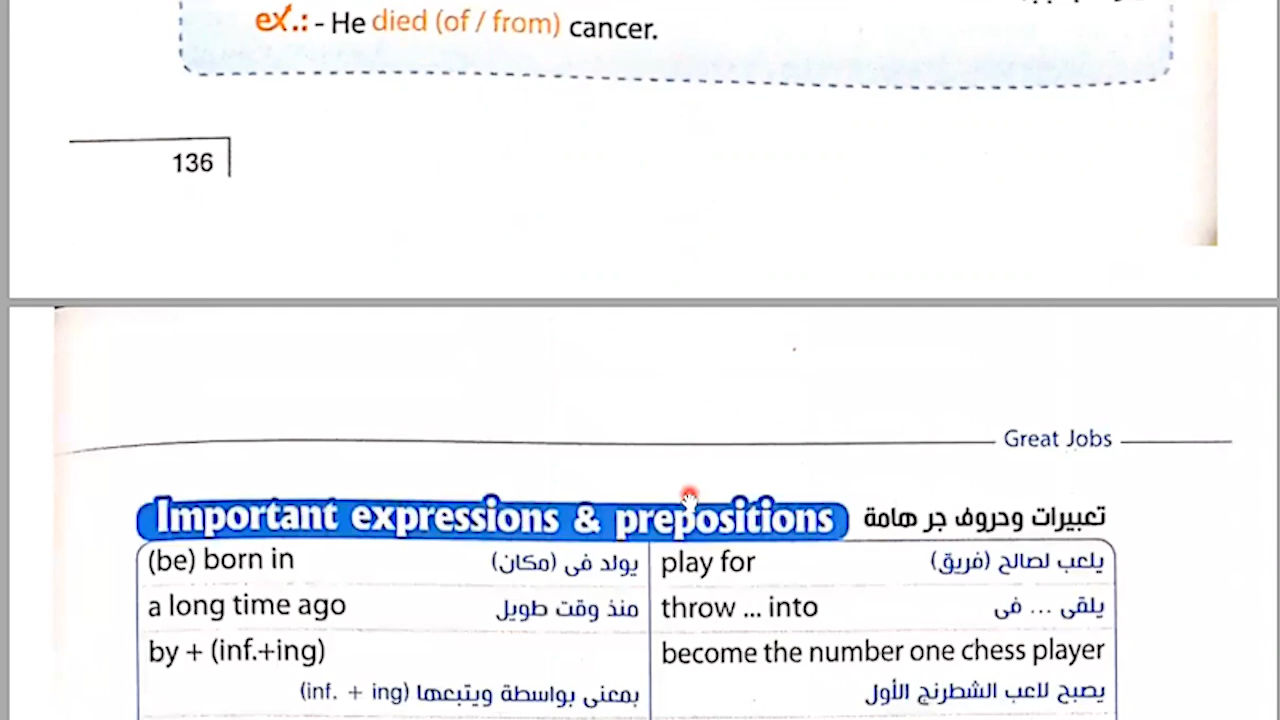 ex.: - He died (of / from) cancer.
136
Great Jobs
Important expressions & prepositions تعبيرات وحروف جر هامة
(be) born in يولد فى (مكان)
play for يلعب لصالح (فريق)
a long time ago منذ وقت طويل
throw ... into يلقى ... فى
by + (inf.+ing)
بمعنى بواسطة ويتبعها (inf. + ing)
become the number one chess player
يصبح لاعب الشطرنج الأول